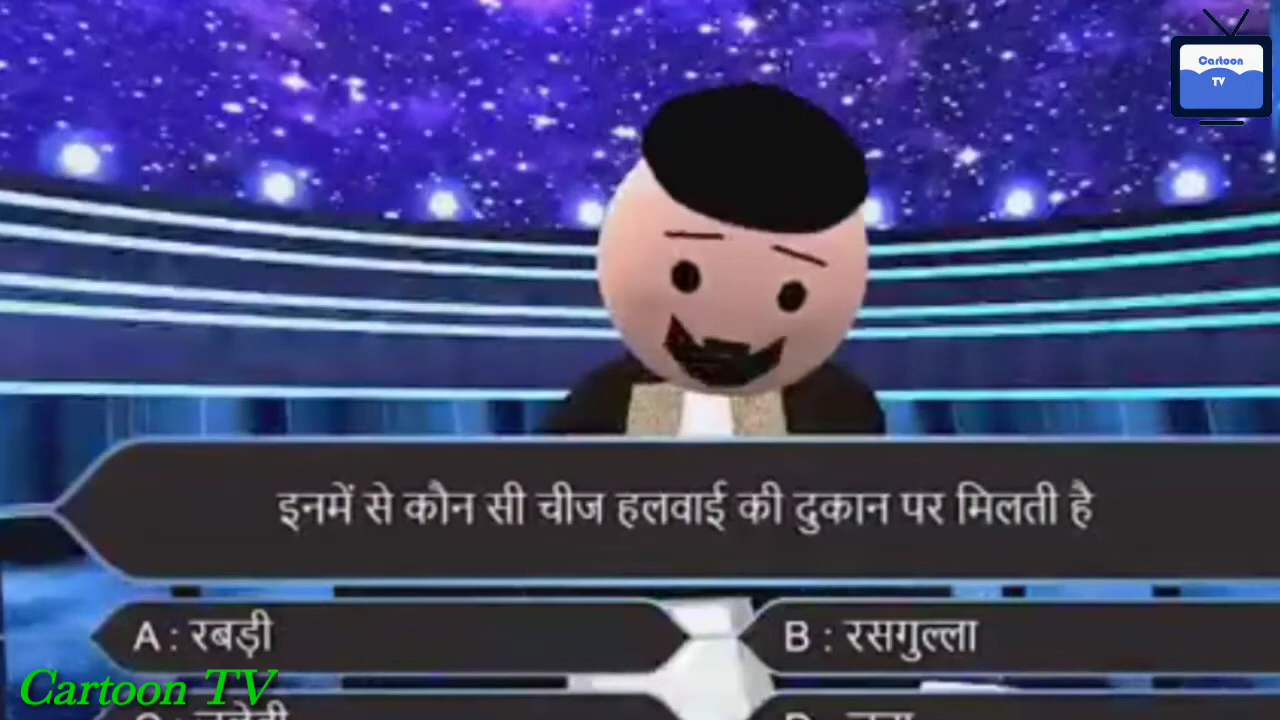 Cartoon
TV
इनमें से कौन सी चीज हलवाई की दुकान पर मिलती है
A : रबड़ी
B : रसगुल्ला
Cartoon TV